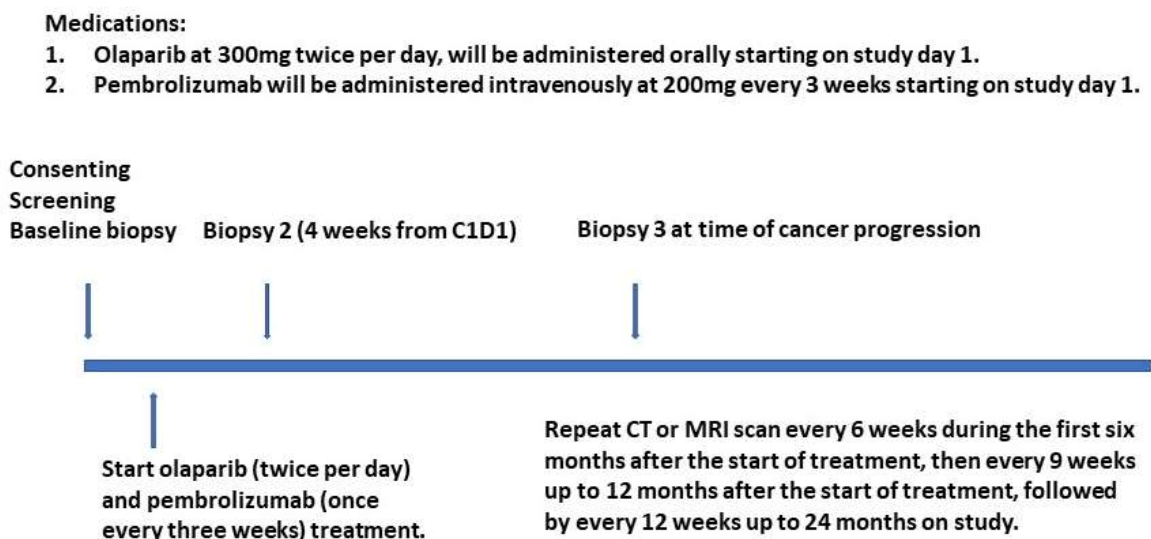 Medications:
1. Olaparib at 300mg twice per day, will be administered orally starting on study day 1.
2. Pembrolizumab will be administered intravenously at 200mg every 3 weeks starting on study day 1.
Consenting
Screening
Baseline biopsy
Biopsy 2 (4 weeks from C1D1)
Biopsy 3 at time of cancer progression
Start olaparib (twice per day)
and pembrolizumab (once
every three weeks) treatment.
Repeat CT or MRI scan every 6 weeks during the first six
months after the start of treatment, then every 9 weeks
up to 12 months after the start of treatment, followed
by every 12 weeks up to 24 months on study.